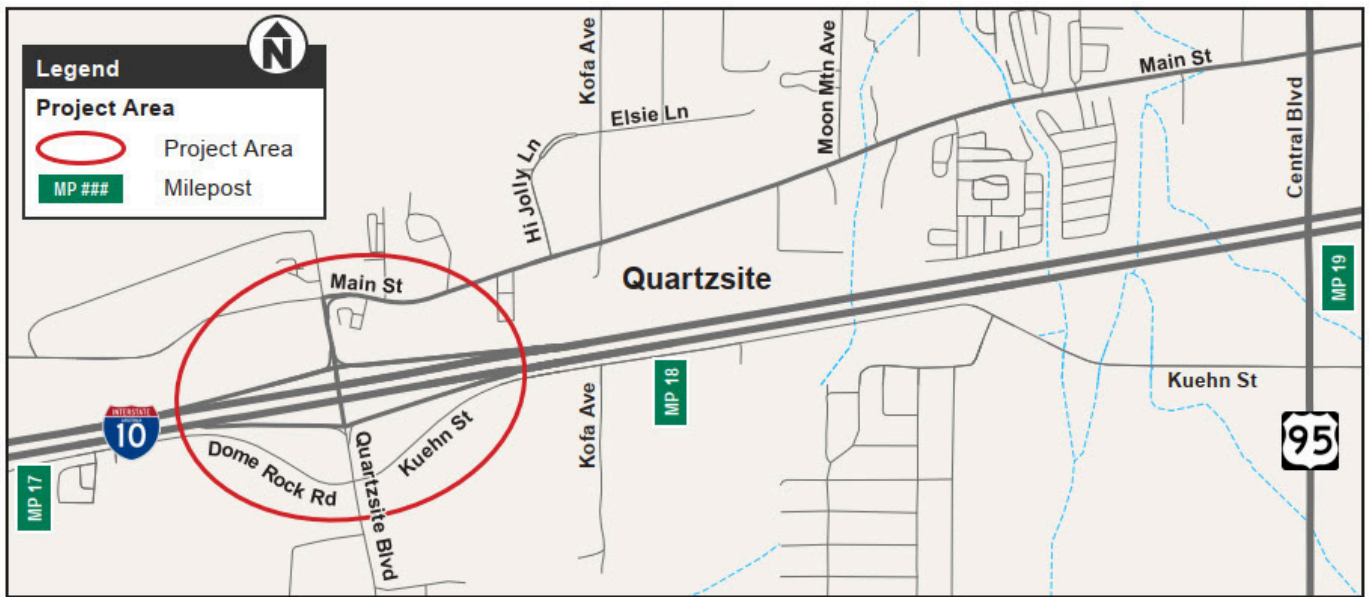 N
Legend
Project Area
Project Area
MP ###
Milepost
Kofa Ave
Elsie Ln
Hi Jolly Ln
Moon Mtn Ave
Main St
Central Blvd
Main St
Quartzsite
MP 19
MP 18
Kuehn St
INTERSTATE
10
Dome Rock Rd
Kuehn St
Quartzsite Blvd
Kofa Ave
95
MP 17